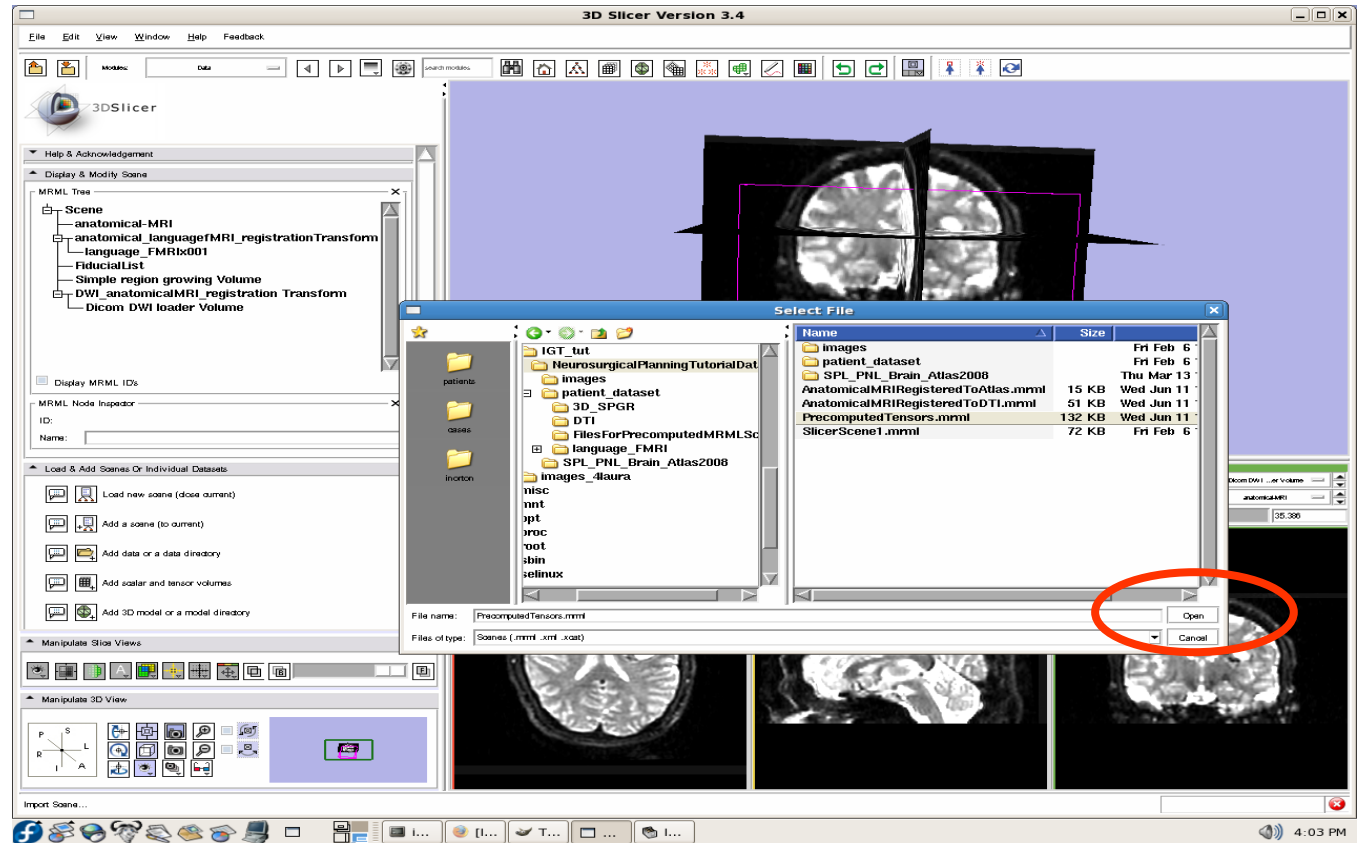 3D Slicer Version 3.4
File Edit View Window Help Feedback
Modules: Data search modules
3DSlicer
Help & Acknowledgement
Display & Modify Scene
MRML Tree
Scene
anatomical-MRI
anatomical_languagefMRI_registrationTransform
language_FMRIx001
FiducialList
Simple region growing Volume
DWI_anatomicalMRI_registration Transform
Dicom DWI loader Volume
Display MRML ID's
MRML Node Inspector
ID:
Name:
Load & Add Scenes Or Individual Datasets
Load new scene (close current)
Add a scene (to current)
Add data or a data directory
Add scalar and tensor volumes
Add 3D model or a model directory
Manipulate Slice Views
Manipulate 3D View
P S
R L
I A
Select File
patients
cases
inorton
IGT_tut
NeurosurgicalPlanningTutorialDat
images
patient_dataset
3D_SPGR
DTI
FilesForPrecomputedMRMLSc
language_FMRI
SPL_PNL_Brain_Atlas2008
images_4laura
misc
mnt
opt
proc
root
sbin
selinux
Name Size
images Fri Feb 6
patient_dataset Fri Feb 6
SPL_PNL_Brain_Atlas2008 Thu Mar 13
AnatomicalMRIRegisteredToAtlas.mrml 15 KB Wed Jun 11
AnatomicalMRIRegisteredToDTI.mrml 51 KB Wed Jun 11
PrecomputedTensors.mrml 132 KB Wed Jun 11
SlicerScene1.mrml 72 KB Fri Feb 6
File name: PrecomputedTensors.mrml Open
Files of type: Scenes (.mrml .xml .xcat) Cancel
Dicom DWI ...er Volume
anatomical-MRI
35.386
Import Scene...
i... [I... T... ... I... 4:03 PM